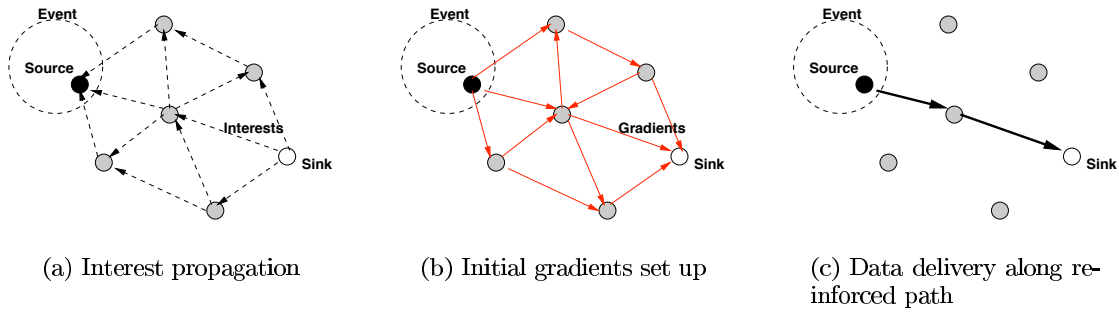 Event
Source
Interests
Sink
(a) Interest propagation
Event
Source
Gradients
Sink
(b) Initial gradients set up
Event
Source
Sink
(c) Data delivery along re-
inforced path